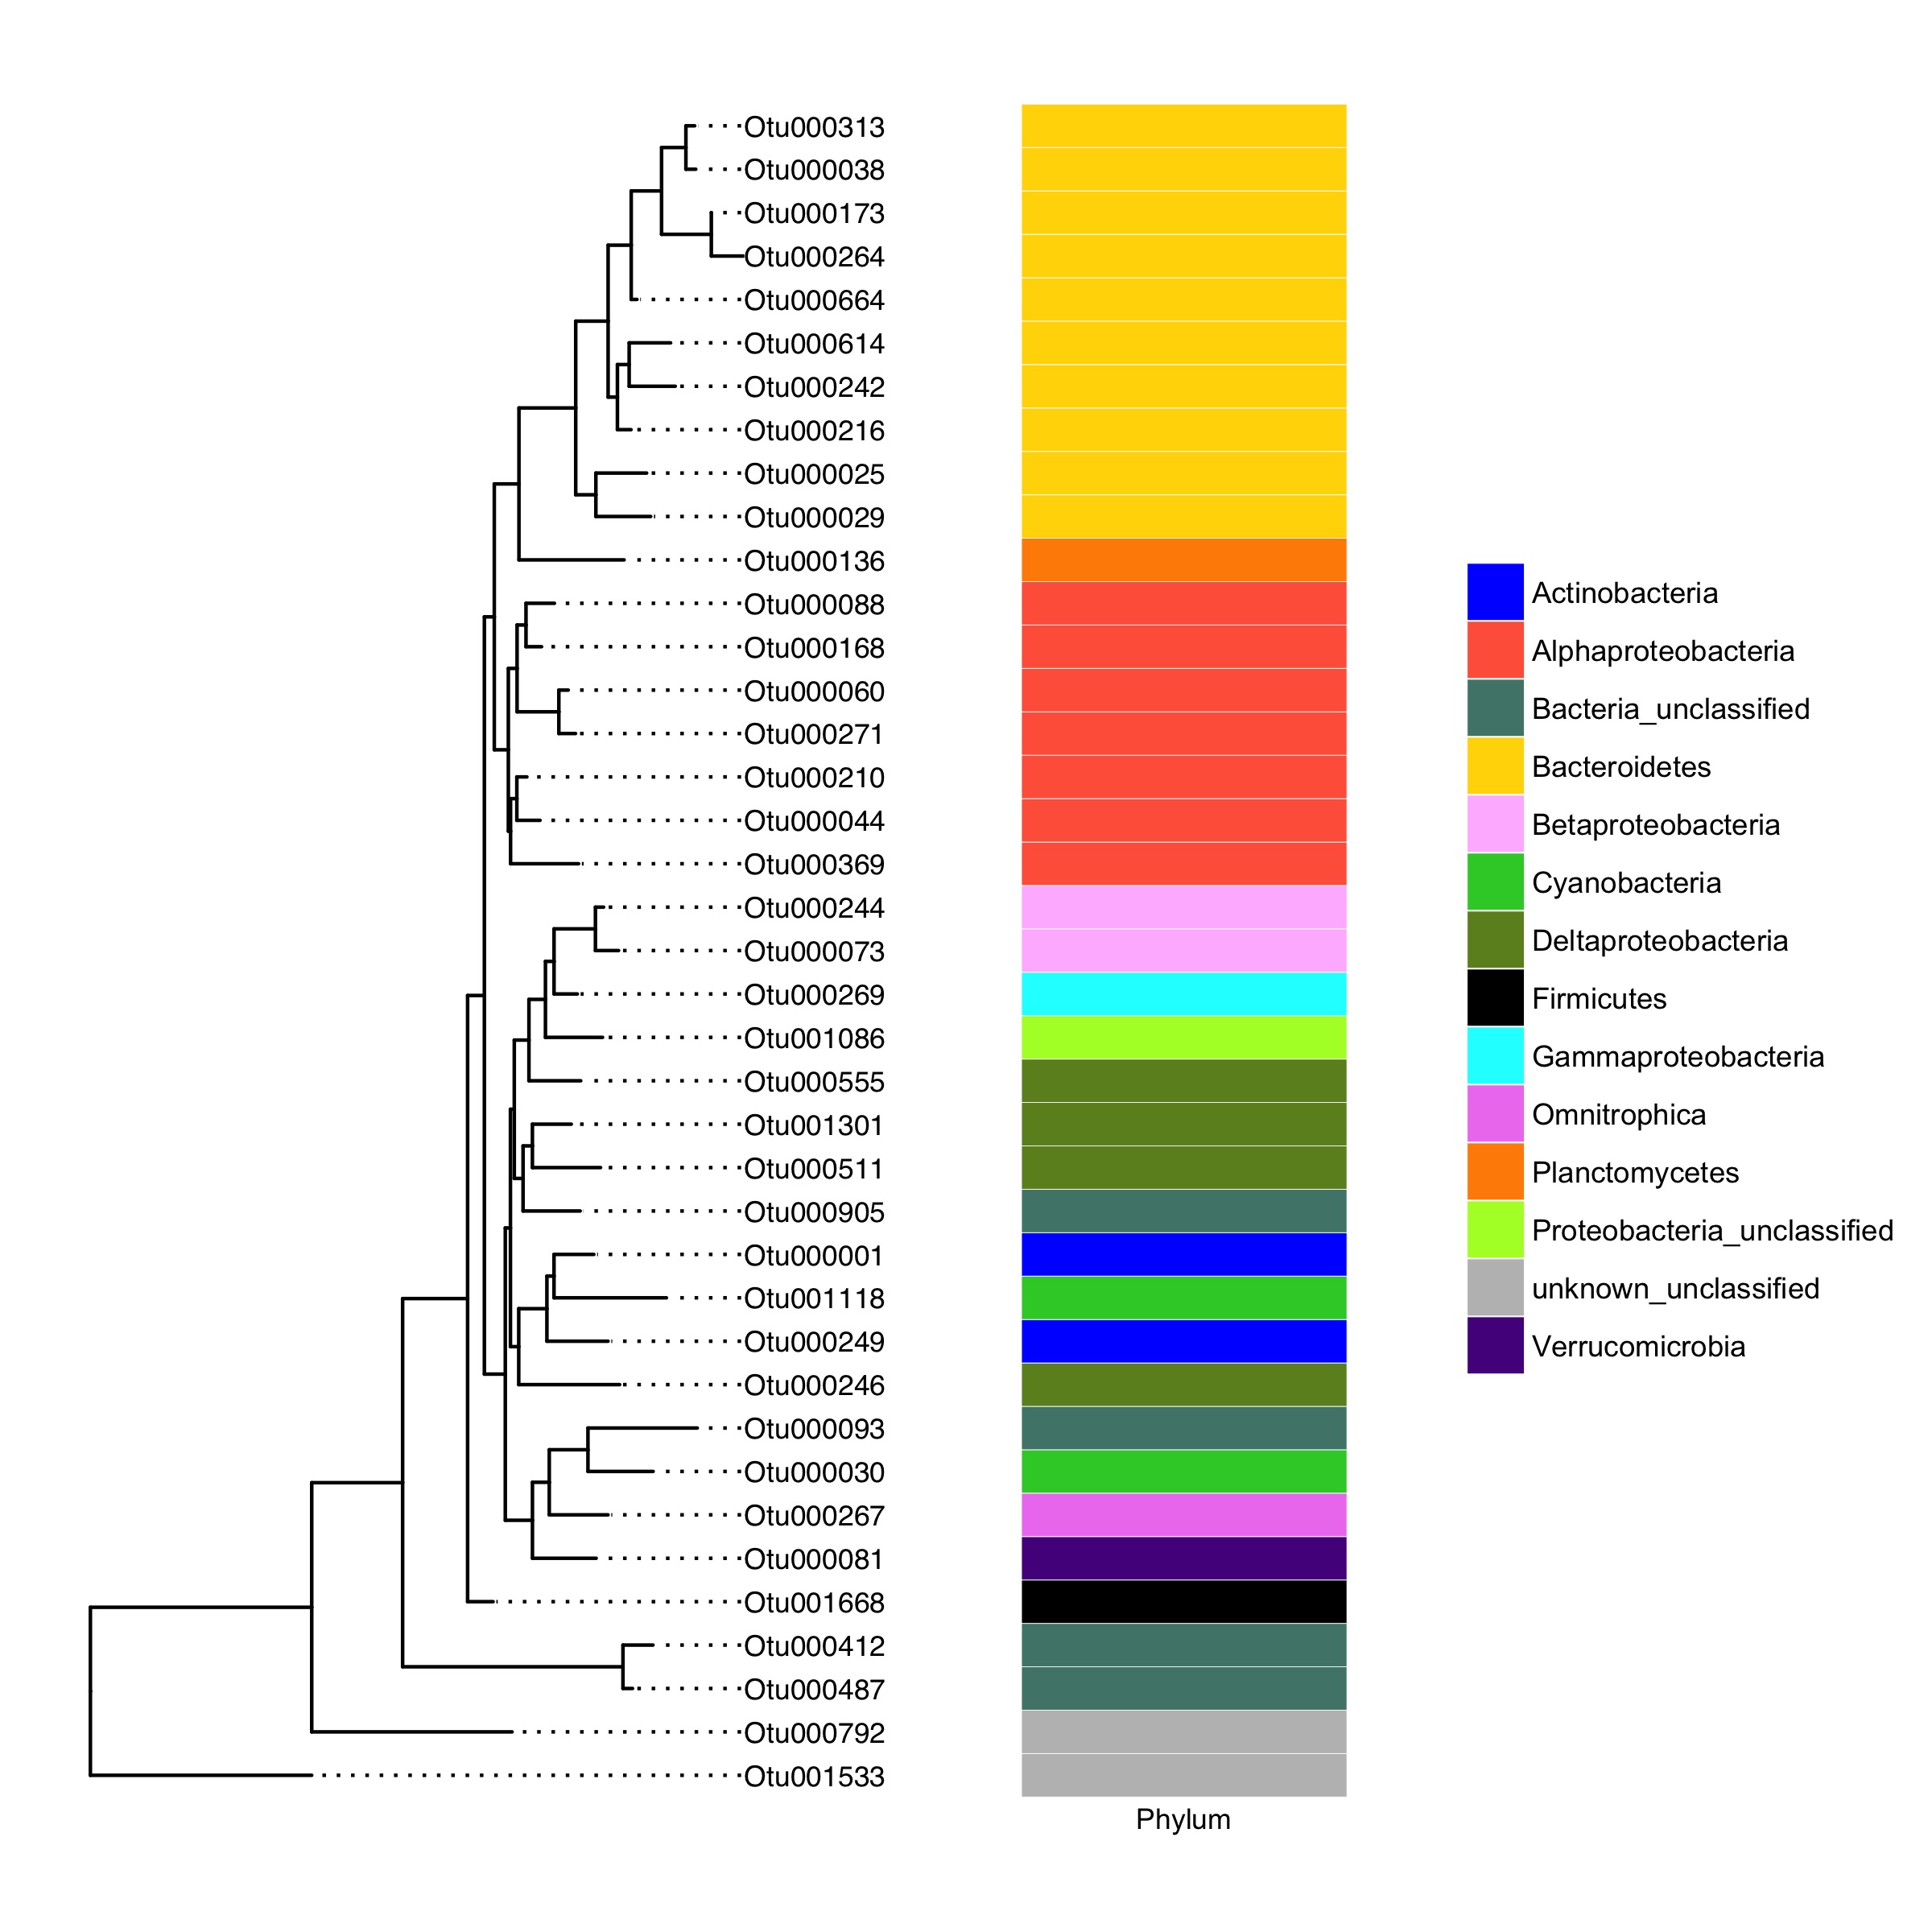 Otu000313
Otu000038
Otu000173
Otu000264
Otu000664
Otu000614
Otu000242
Otu000216
Otu000025
Otu000029
Otu000136
Otu000088
Otu000168
Otu000060
Otu000271
Otu000210
Otu000044
Otu000369
Otu000244
Otu000073
Otu000269
Otu001086
Otu000555
Otu001301
Otu000511
Otu000905
Otu000001
Otu001118
Otu000249
Otu000246
Otu000093
Otu000030
Otu000267
Otu000081
Otu001668
Otu000412
Otu000487
Otu000792
Otu001533
Phylum
Actinobacteria
Alphaproteobacteria
Bacteria_unclassified
Bacteroidetes
Betaproteobacteria
Cyanobacteria
Deltaproteobacteria
Firmicutes
Gammaproteobacteria
Omnitrophica
Planctomycetes
Proteobacteria_unclassified
unknown_unclassified
Verrucomicrobia